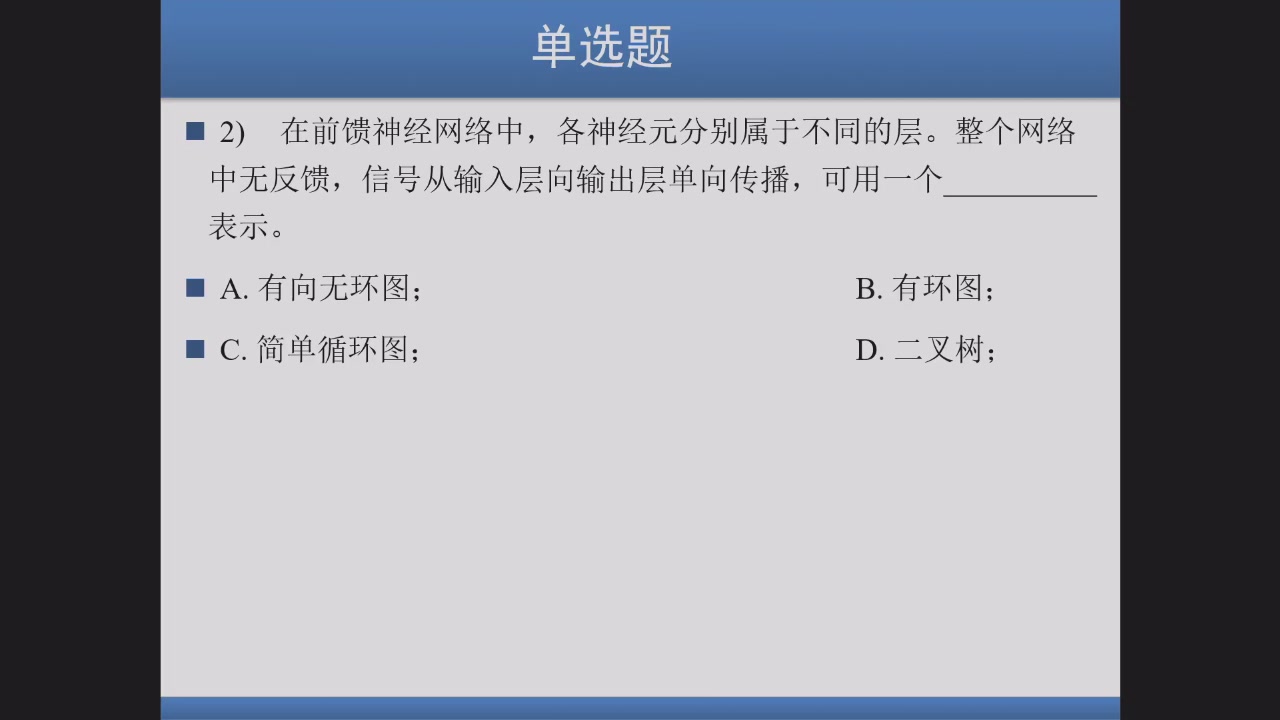 单选题
2) 在前馈神经网络中，各神经元分别属于不同的层。整个网络
中无反馈，信号从输入层向输出层单向传播，可用一个__________
表示。
A. 有向无环图； B. 有环图；
C. 简单循环图； D. 二叉树；